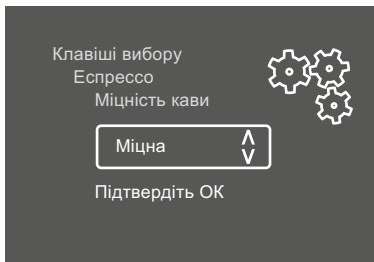 Клавіші вибору
Еспрессо
Міцність кави
Міцна
Підтвердіть ОК